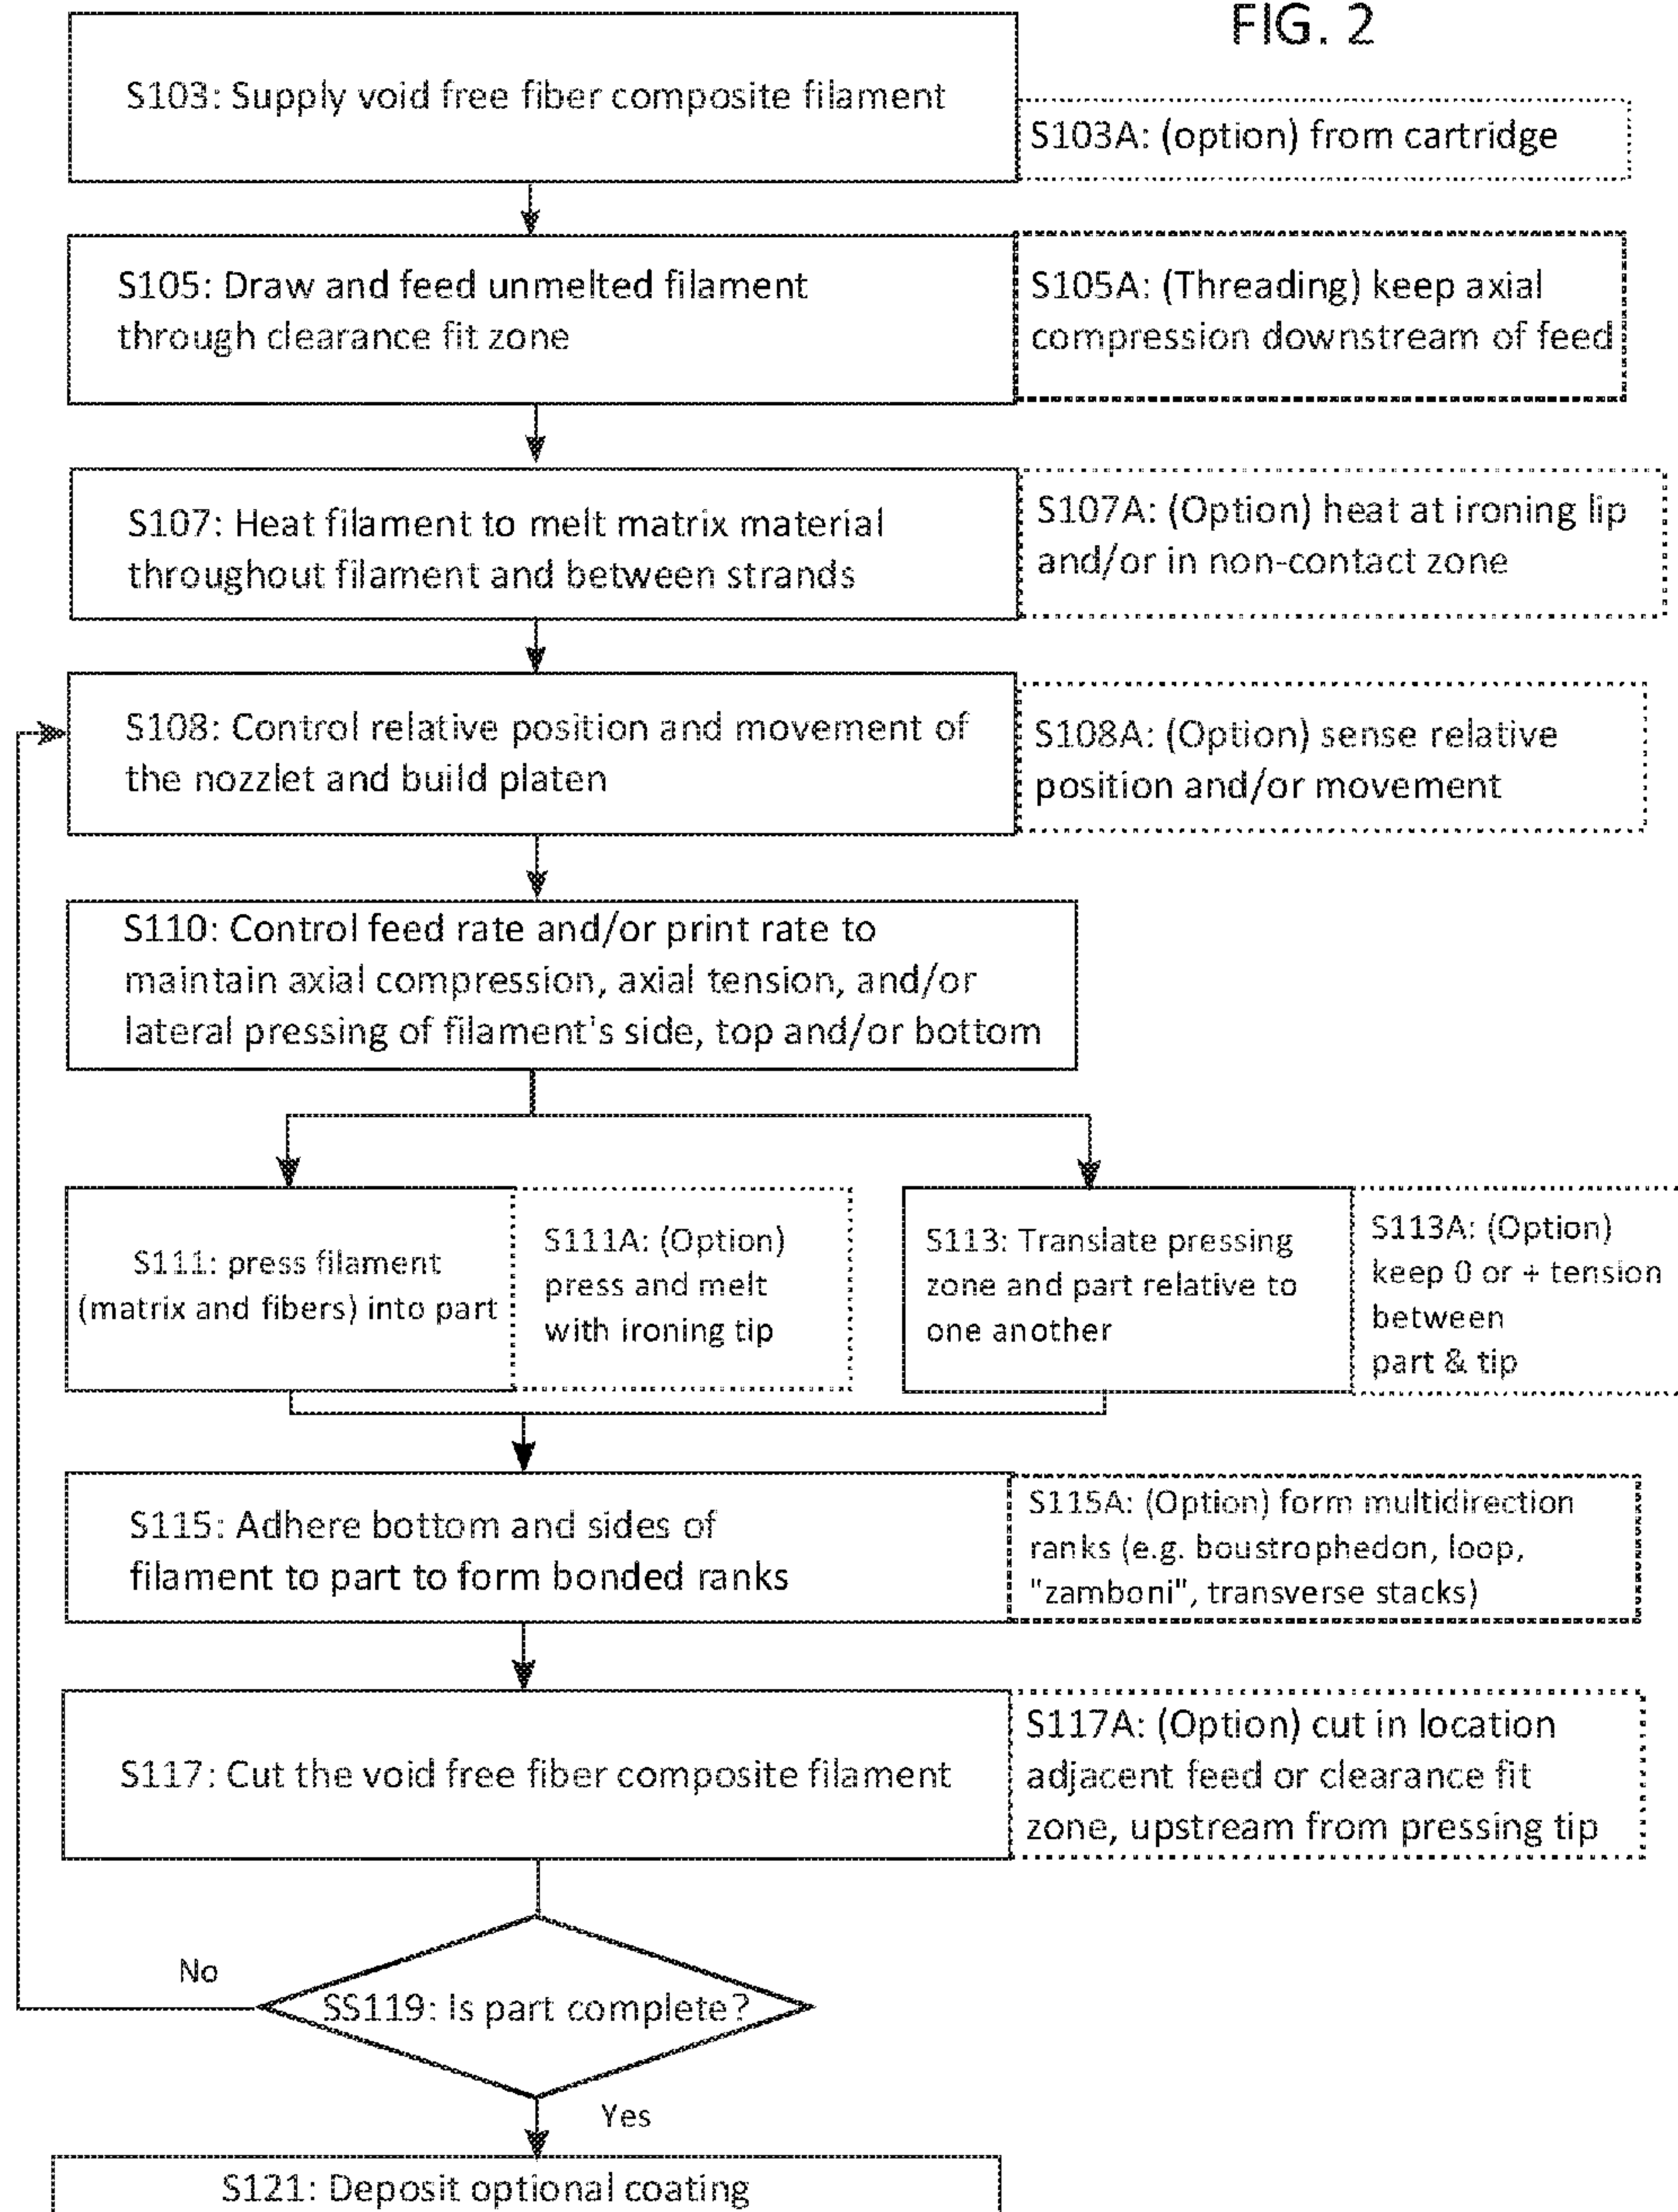 FIG. 2
S103: Supply void free fiber composite filament
S103A: (option) from cartridge
S105: Draw and feed unmelted filament
through clearance fit zone
S105A: (Threading) keep axial
compression downstream of feed
S107: Heat filament to melt matrix material
throughout filament and between strands
S107A: (Option) heat at ironing lip
and/or in non-contact zone
S108: Control relative position and movement of
the nozzlet and build platen
S108A: (Option) sense relative
position and/or movement
S110: Control feed rate and/or print rate to
maintain axial compression, axial tension, and/or
lateral pressing of filament's side, top and/or bottom
S111: press filament
(matrix and fibers) into part
S111A: (Option)
press and melt
with ironing tip
S113: Translate pressing
zone and part relative to
one another
S113A: (Option)
keep 0 or + tension
between
part & tip
S115: Adhere bottom and sides of
filament to part to form bonded ranks
S115A: (Option) form multidirection
ranks (e.g. boustrophedon, loop,
"zamboni", transverse stacks)
S117: Cut the void free fiber composite filament
S117A: (Option) cut in location
adjacent feed or clearance fit
zone, upstream from pressing tip
No
SS119: Is part complete?
Yes
S121: Deposit optional coating